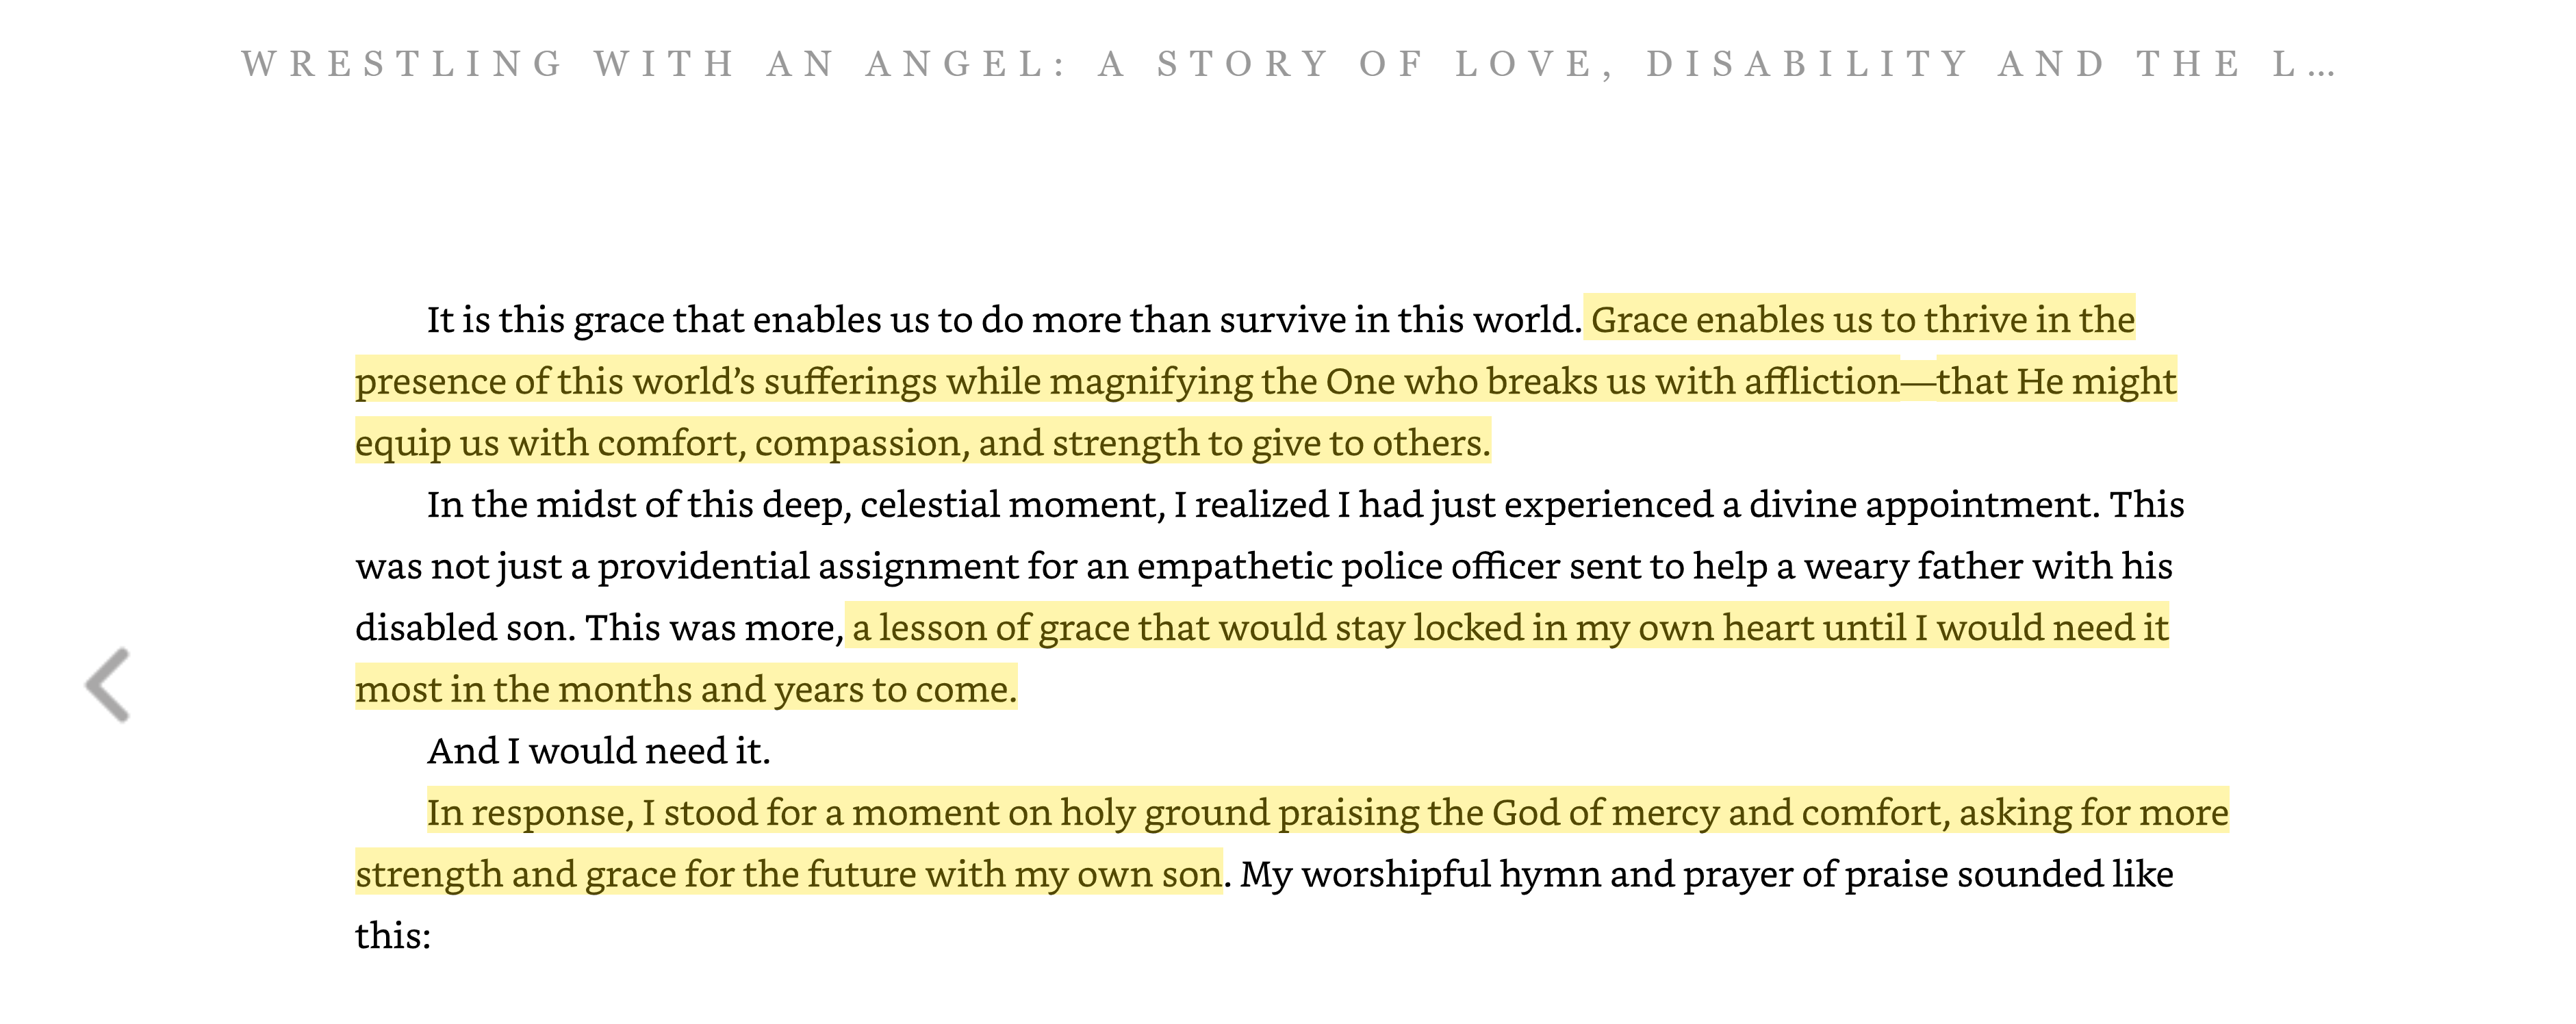 WRESTLING WITH AN ANGEL: A STORY OF LOVE, DISABILITY AND THE L…
It is this grace that enables us to do more than survive in this world. Grace enables us to thrive in the
presence of this world’s sufferings while magnifying the One who breaks us with affliction—that He might
equip us with comfort, compassion, and strength to give to others.
In the midst of this deep, celestial moment, I realized I had just experienced a divine appointment. This
was not just a providential assignment for an empathetic police officer sent to help a weary father with his
disabled son. This was more, a lesson of grace that would stay locked in my own heart until I would need it
most in the months and years to come.
And I would need it.
In response, I stood for a moment on holy ground praising the God of mercy and comfort, asking for more
strength and grace for the future with my own son. My worshipful hymn and prayer of praise sounded like
this: